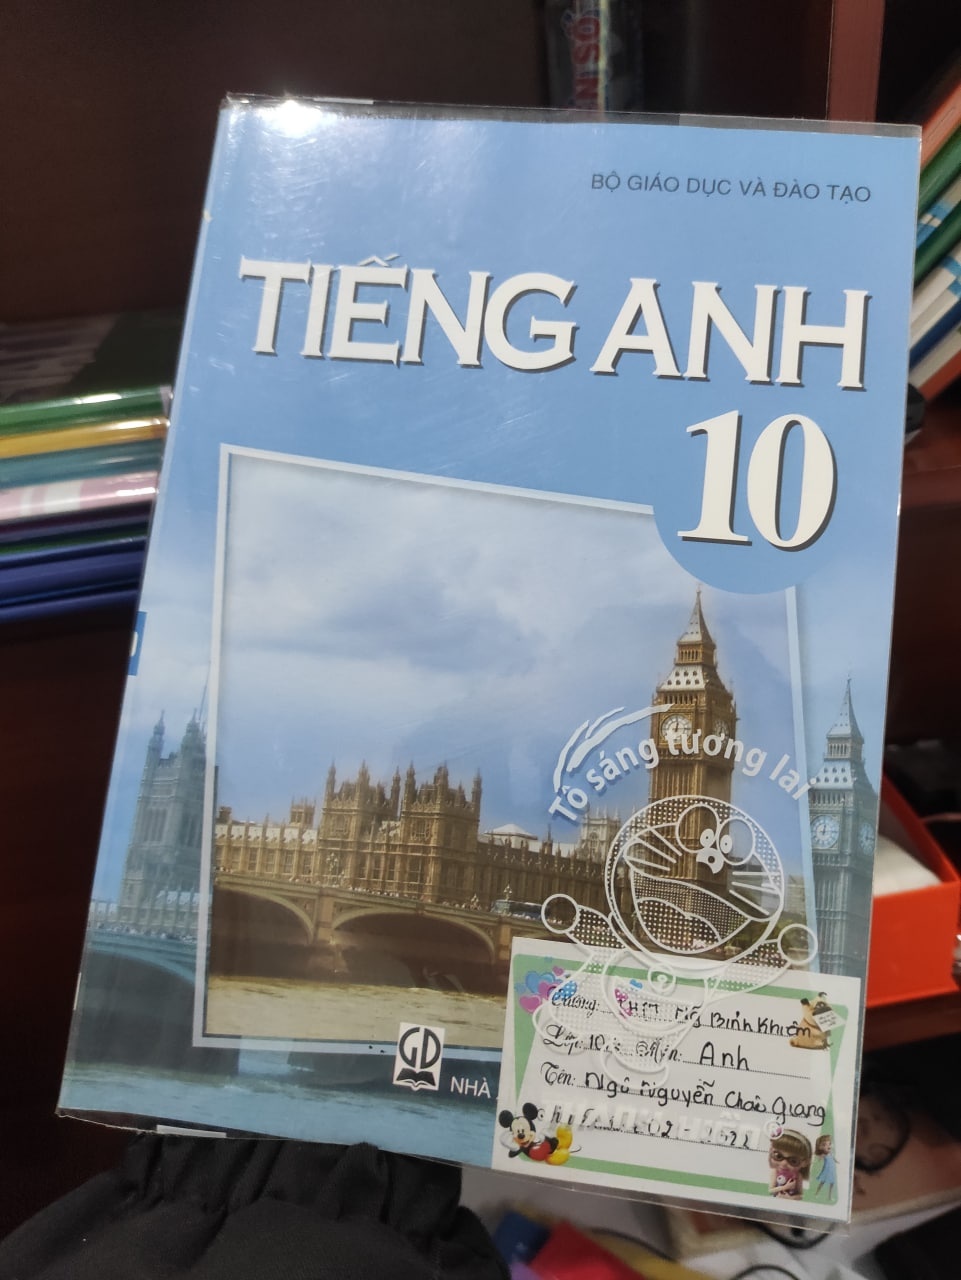 BỘ GIÁO DỤC VÀ ĐÀO TẠO
TIẾNG ANH
10
Tô sáng tương lai
Trường: Bỉnh Khiêm
Lớp: Môn: Anh
Tên: Ngô Nguyễn Châu Giang
GD
NHÀ